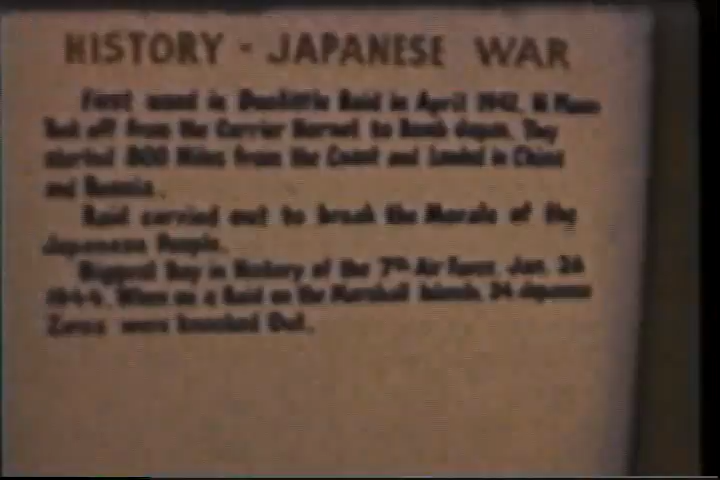 HISTORY - JAPANESE WAR
First used in Doolittle Raid in April 1942. 16 Planes
Took off from the Carrier Hornet to Bomb Japan. They
started 800 Miles from the Coast and Landed in China
and Russia.
Raid carried out to break the Morale of the
Japanese People.
Biggest Day in History of the 7th Air Force. Jan. 26
1944. When on a Raid on the Marshall Islands. 24 Japanese
Zeros were knocked Out.